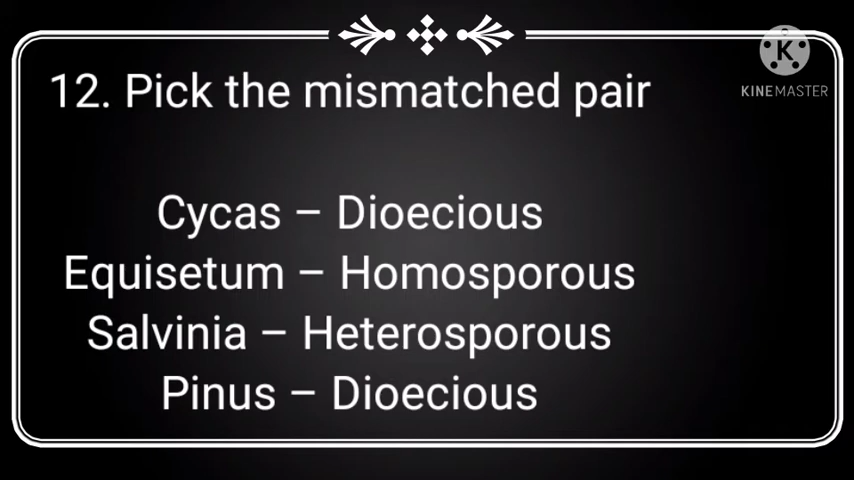 12. Pick the mismatched pair
KINEMASTER
Cycas – Dioecious
Equisetum – Homosporous
Salvinia – Heterosporous
Pinus – Dioecious